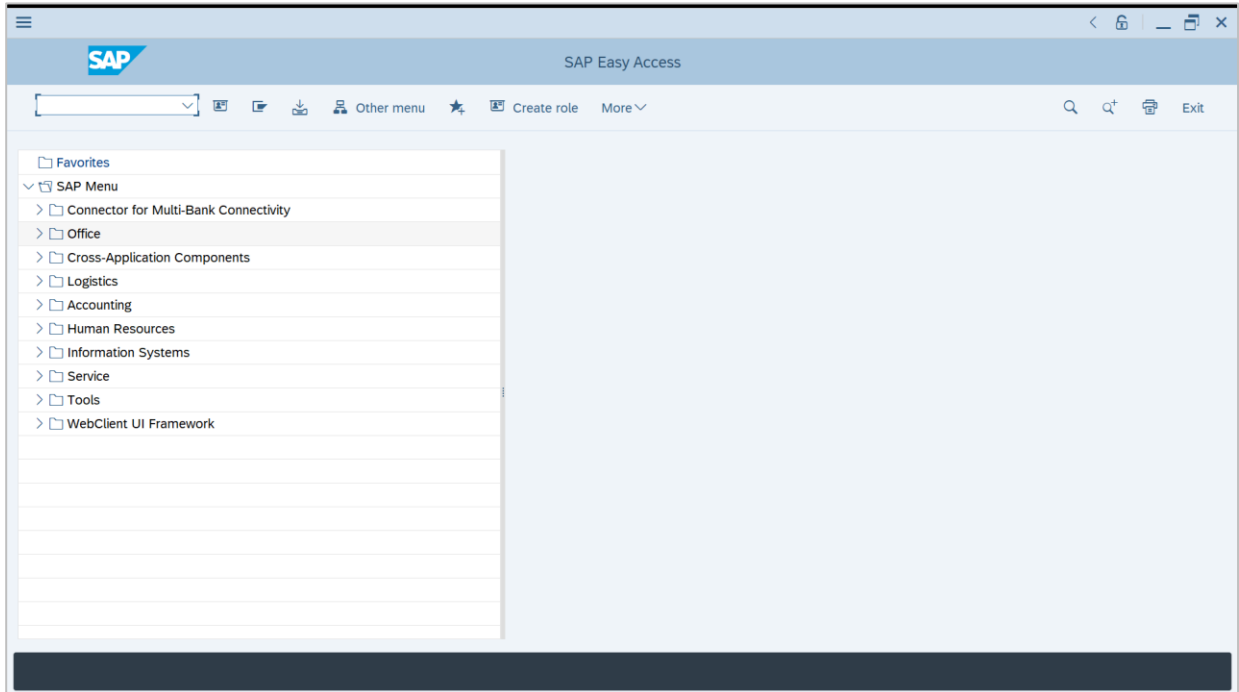 SAP
SAP Easy Access
Other menu Create role More Exit
Favorites
SAP Menu
Connector for Multi-Bank Connectivity
Office
Cross-Application Components
Logistics
Accounting
Human Resources
Information Systems
Service
Tools
WebClient UI Framework